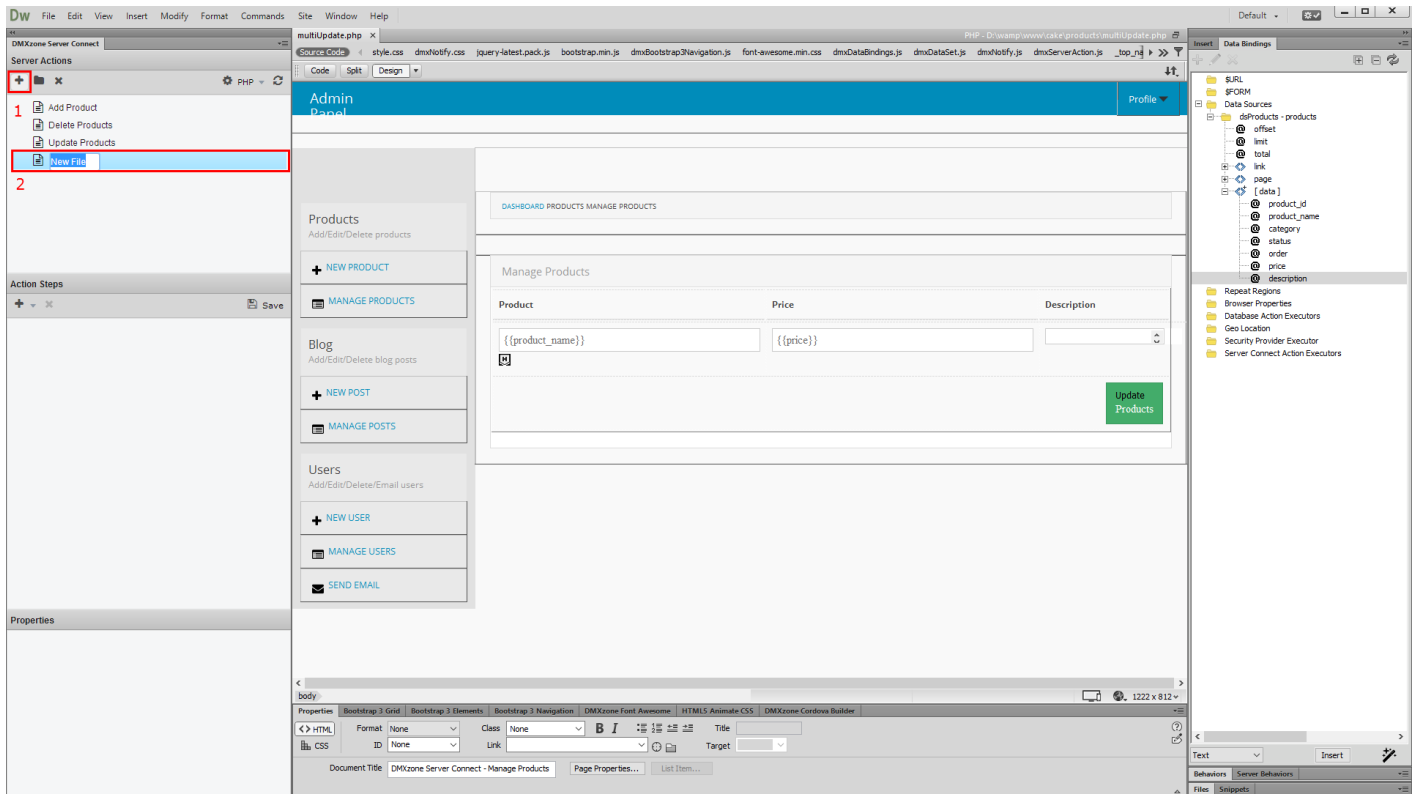 Dw File Edit View Insert Modify Format Commands Site Window Help Default
DMXzone Server Connect
Server Actions
PHP
1
Add Product
Delete Products
Update Products
New File
2
Action Steps
Save
Properties
multiUpdate.php × PHP - D:\wamp\www\cake\products\multiUpdate.php
Source Code style.css dmxNotify.css jquery-latest.pack.js bootstrap.min.js dmxBootstrap3Navigation.js font-awesome.min.css dmxDataBindings.js dmxDataSet.js dmxNotify.js dmxServerAction.js _top_na
Code Split Design
Admin
Panel
Profile
Products
Add/Edit/Delete products
NEW PRODUCT
MANAGE PRODUCTS
Blog
Add/Edit/Delete blog posts
NEW POST
MANAGE POSTS
Users
Add/Edit/Delete/Email users
NEW USER
MANAGE USERS
SEND EMAIL
DASHBOARD PRODUCTS MANAGE PRODUCTS
Manage Products
Product Price Description
{{product_name}} {{price}}
Update
Products
body 1222 x 812
Properties Bootstrap 3 Grid Bootstrap 3 Elements Bootstrap 3 Navigation DMXzone Font Awesome HTML5 Animate CSS DMXzone Cordova Builder
<> HTML Format None Class None B I Title
CSS ID None Link Target
Document Title DMXzone Server Connect - Manage Products Page Properties... List Item...
Insert Data Bindings
$URL
$FORM
Data Sources
dsProducts - products
offset
limit
total
link
page
[ data ]
product_id
product_name
category
status
order
price
description
Repeat Regions
Browser Properties
Database Action Executors
Geo Location
Security Provider Executor
Server Connect Action Executors
Text Insert
Behaviors Server Behaviors
Files Snippets